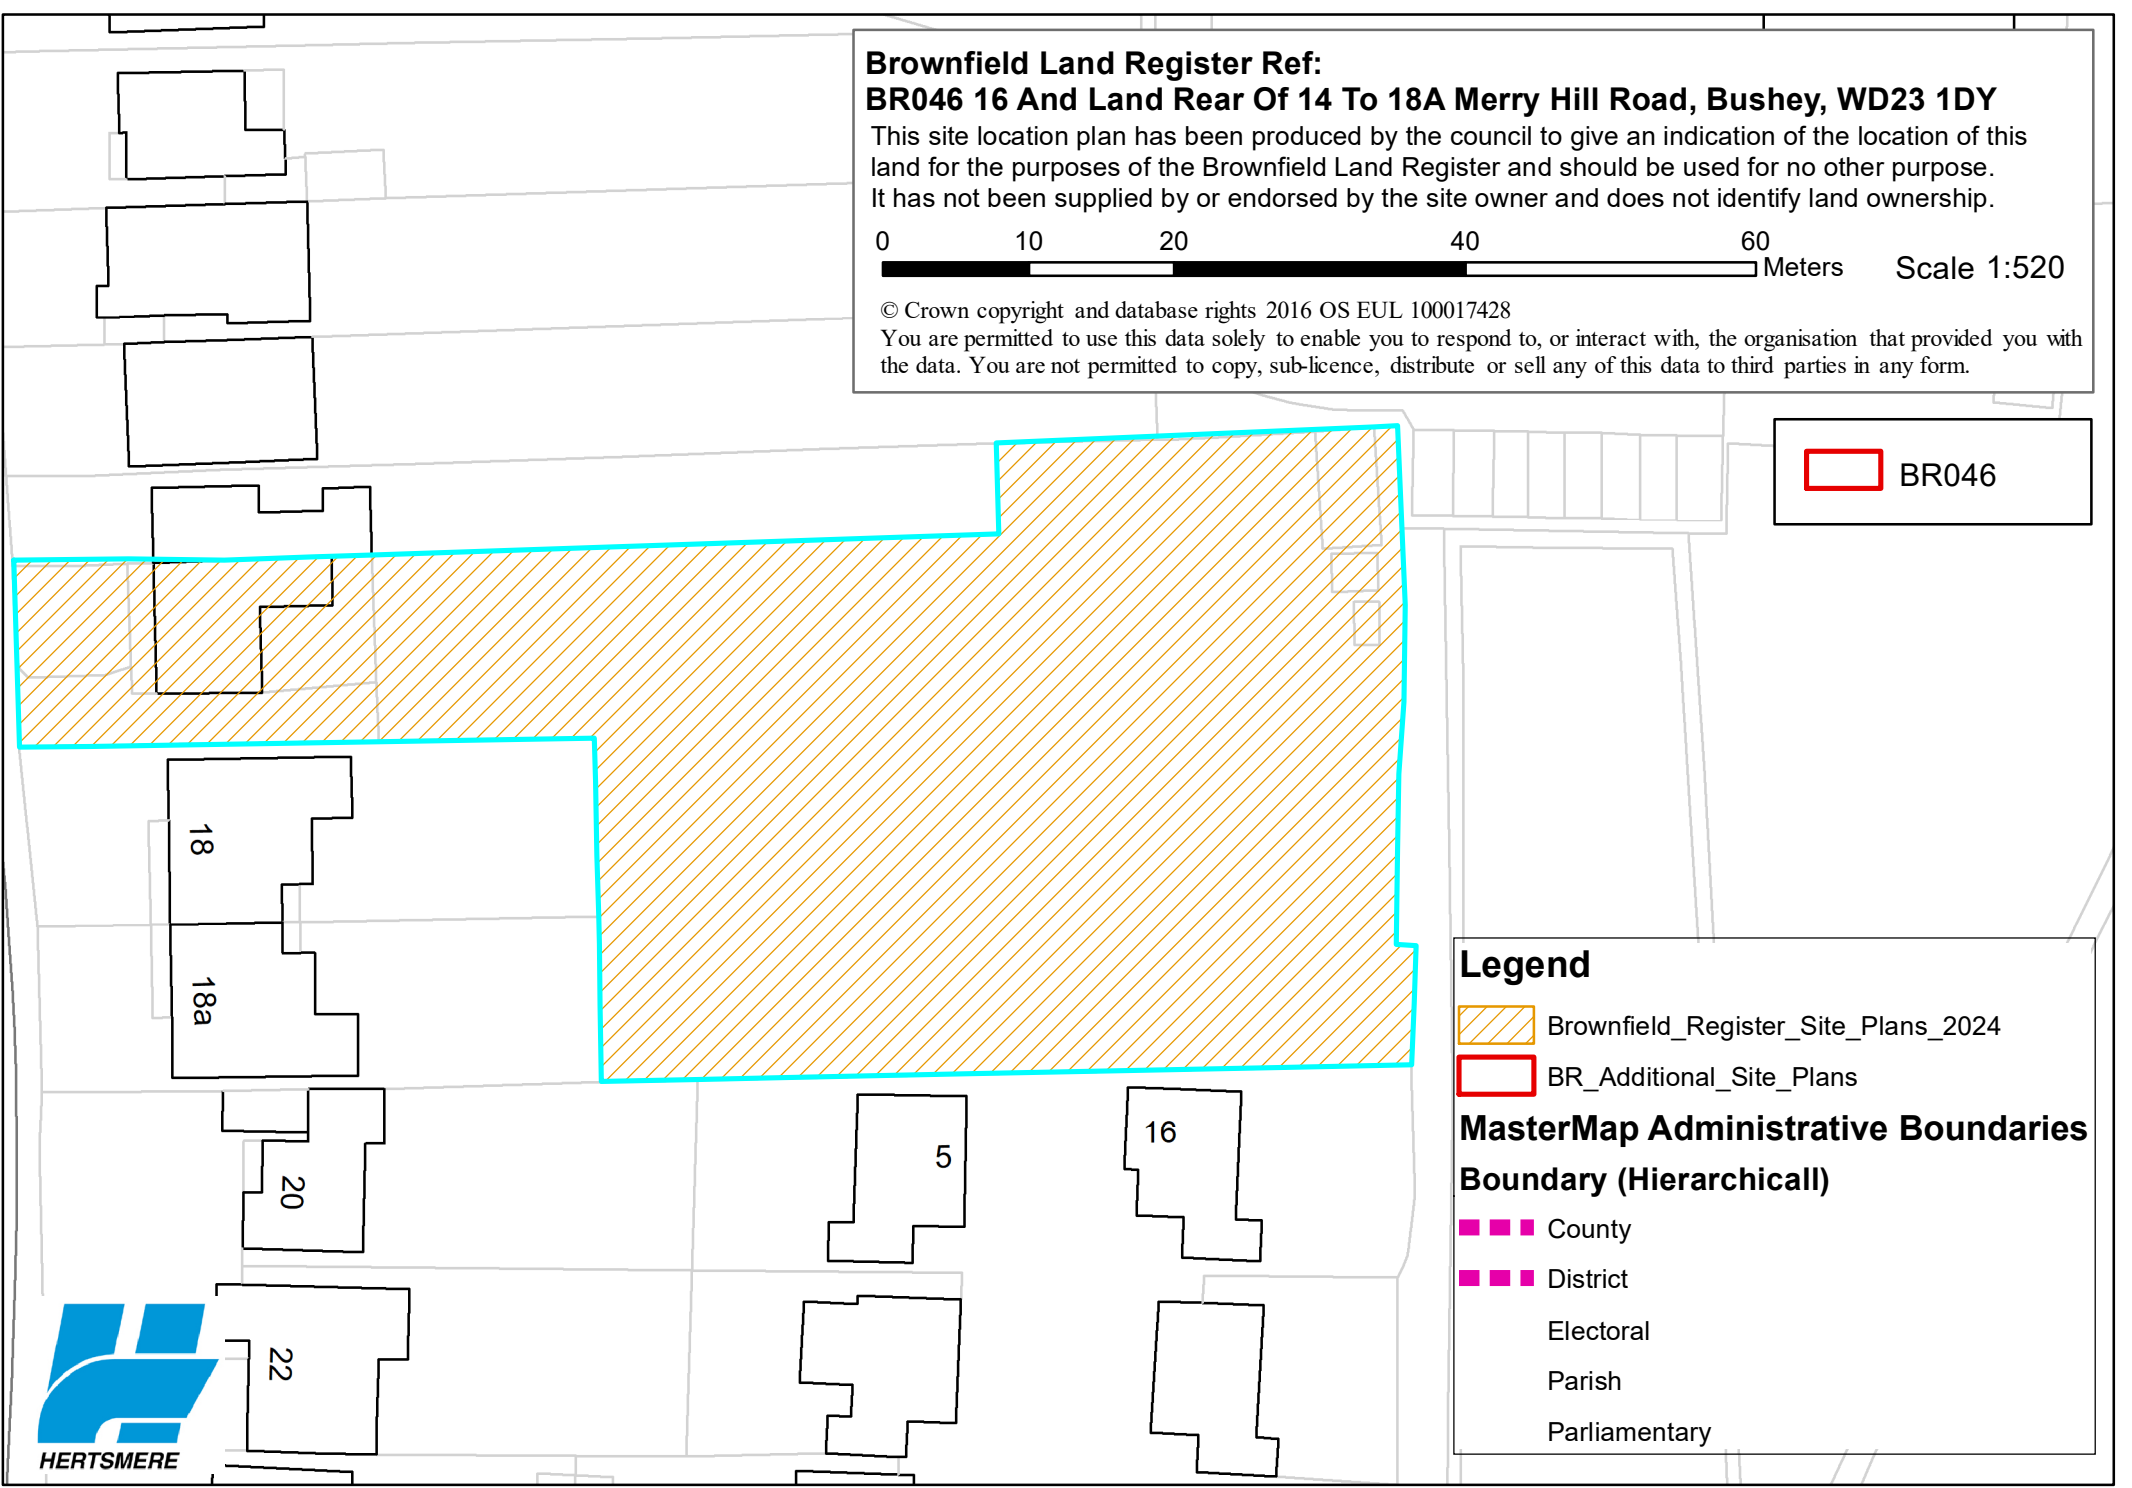 Brownfield Land Register Ref:
BR046 16 And Land Rear Of 14 To 18A Merry Hill Road, Bushey, WD23 1DY
This site location plan has been produced by the council to give an indication of the location of this
land for the purposes of the Brownfield Land Register and should be used for no other purpose.
It has not been supplied by or endorsed by the site owner and does not identify land ownership.
0 10 20 40 60
Meters Scale 1:520
© Crown copyright and database rights 2016 OS EUL 100017428
You are permitted to use this data solely to enable you to respond to, or interact with, the organisation that provided you with
the data. You are not permitted to copy, sub-licence, distribute or sell any of this data to third parties in any form.
BR046
18
18a
20
22
5
16
Legend
Brownfield_Register_Site_Plans_2024
BR_Additional_Site_Plans
MasterMap Administrative Boundaries
Boundary (Hierarchicall)
County
District
Electoral
Parish
Parliamentary
HERTSMERE